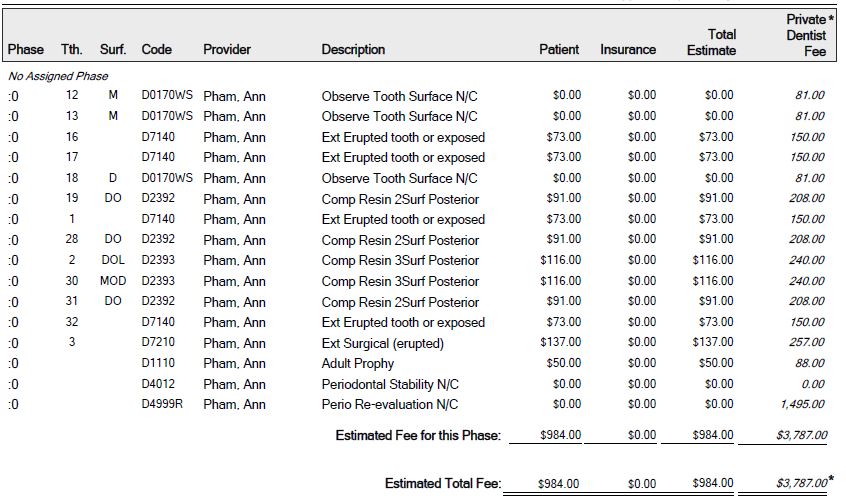 Phase Tth. Surf. Code Provider Description Patient Insurance Total Estimate Private * Dentist Fee
No Assigned Phase
:0 12 M D0170WS Pham, Ann Observe Tooth Surface N/C $0.00 $0.00 $0.00 81.00
:0 13 M D0170WS Pham, Ann Observe Tooth Surface N/C $0.00 $0.00 $0.00 81.00
:0 16 D7140 Pham, Ann Ext Erupted tooth or exposed $73.00 $0.00 $73.00 150.00
:0 17 D7140 Pham, Ann Ext Erupted tooth or exposed $73.00 $0.00 $73.00 150.00
:0 18 D D0170WS Pham, Ann Observe Tooth Surface N/C $0.00 $0.00 $0.00 81.00
:0 19 DO D2392 Pham, Ann Comp Resin 2Surf Posterior $91.00 $0.00 $91.00 208.00
:0 1 D7140 Pham, Ann Ext Erupted tooth or exposed $73.00 $0.00 $73.00 150.00
:0 28 DO D2392 Pham, Ann Comp Resin 2Surf Posterior $91.00 $0.00 $91.00 208.00
:0 2 DOL D2393 Pham, Ann Comp Resin 3Surf Posterior $116.00 $0.00 $116.00 240.00
:0 30 MOD D2393 Pham, Ann Comp Resin 3Surf Posterior $116.00 $0.00 $116.00 240.00
:0 31 DO D2392 Pham, Ann Comp Resin 2Surf Posterior $91.00 $0.00 $91.00 208.00
:0 32 D7140 Pham, Ann Ext Erupted tooth or exposed $73.00 $0.00 $73.00 150.00
:0 3 D7210 Pham, Ann Ext Surgical (erupted) $137.00 $0.00 $137.00 257.00
:0 D1110 Pham, Ann Adult Prophy $50.00 $0.00 $50.00 88.00
:0 D4012 Pham, Ann Periodontal Stability N/C $0.00 $0.00 $0.00 0.00
:0 D4999R Pham, Ann Perio Re-evaluation N/C $0.00 $0.00 $0.00 1,495.00
Estimated Fee for this Phase: $984.00 $0.00 $984.00 $3,787.00
Estimated Total Fee: $984.00 $0.00 $984.00 $3,787.00*